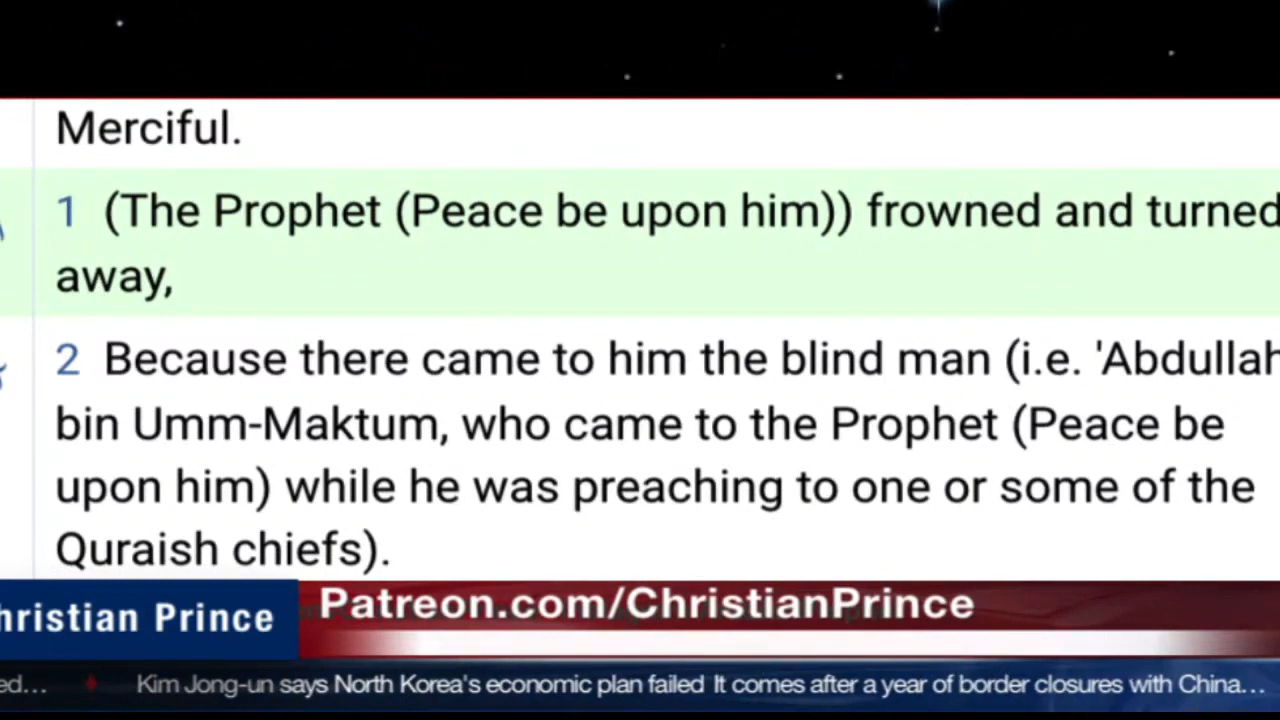 Merciful.
1 (The Prophet (Peace be upon him)) frowned and turned
away,
2 Because there came to him the blind man (i.e. 'Abdullah
bin Umm-Maktum, who came to the Prophet (Peace be
upon him) while he was preaching to one or some of the
Quraish chiefs).
hristian Prince
Patreon.com/ChristianPrince
ed... Kim Jong-un says North Korea's economic plan failed It comes after a year of border closures with China...